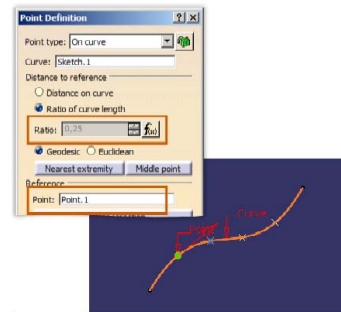 Point Definition
Point type: On curve
Curve: Sketch.1
Distance to reference
Distance on curve
Ratio of curve length
Ratio: 0,25 f(x)
Geodesic Euclidean
Nearest extremity Middle point
Reference
Point: Point.1
Curve
Point